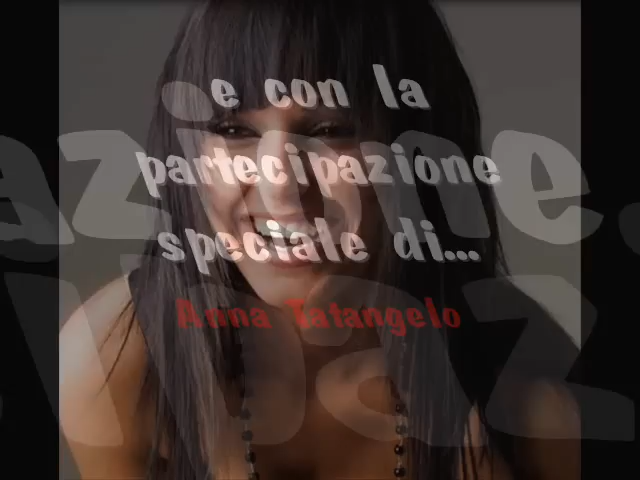 e con la
partecipazione
speciale di...
Anna Tatangelo